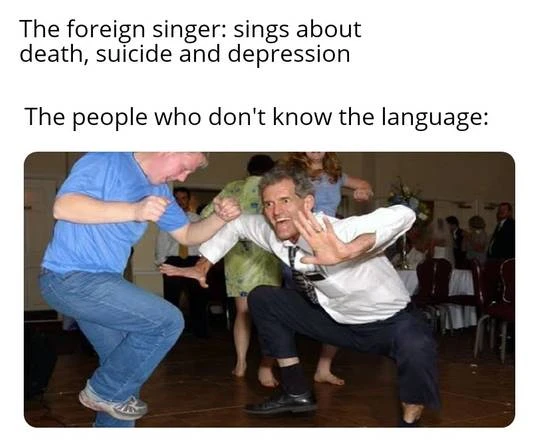 The foreign singer: sings about
death, suicide and depression
The people who don't know the language: